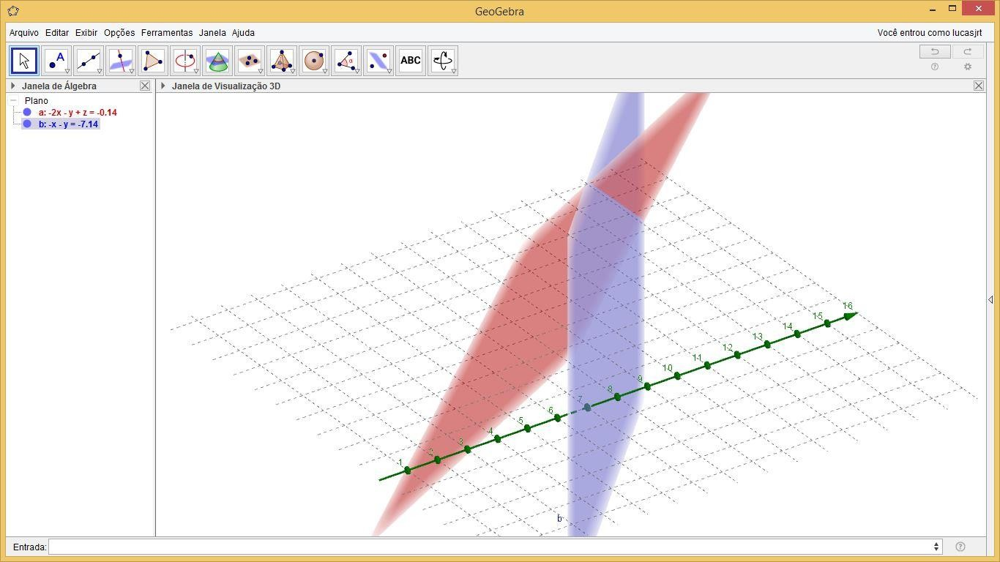 GeoGebra
Arquivo Editar Exibir Opções Ferramentas Janela Ajuda Você entrou como lucasjrt
A ABC
Janela de Álgebra
Janela de Visualização 3D
Plano
a: -2x - y + z = -0.14
b: -x - y = -7.14
16
15
14
13
12
11
10
9
8
7
6
5
4
3
2
1
b
Entrada: